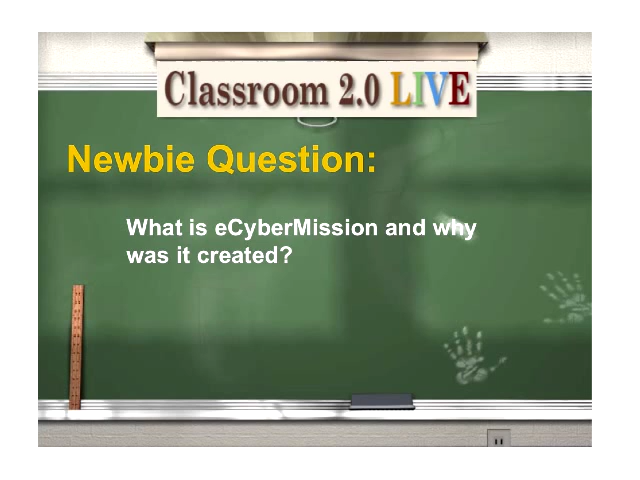 Classroom 2.0 LIVE
Newbie Question:
What is eCyberMission and why
was it created?